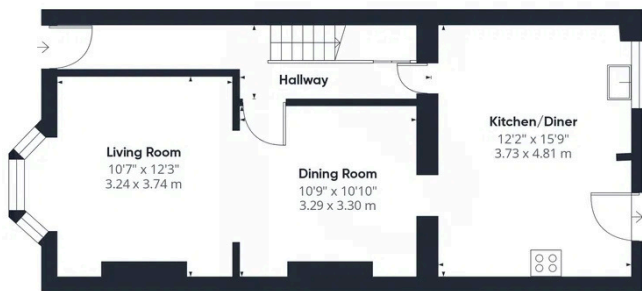 Hallway
Living Room
10'7" x 12'3"
3.24 x 3.74 m
Dining Room
10'9" x 10'10"
3.29 x 3.30 m
Kitchen/Diner
12'2" x 15'9"
3.73 x 4.81 m